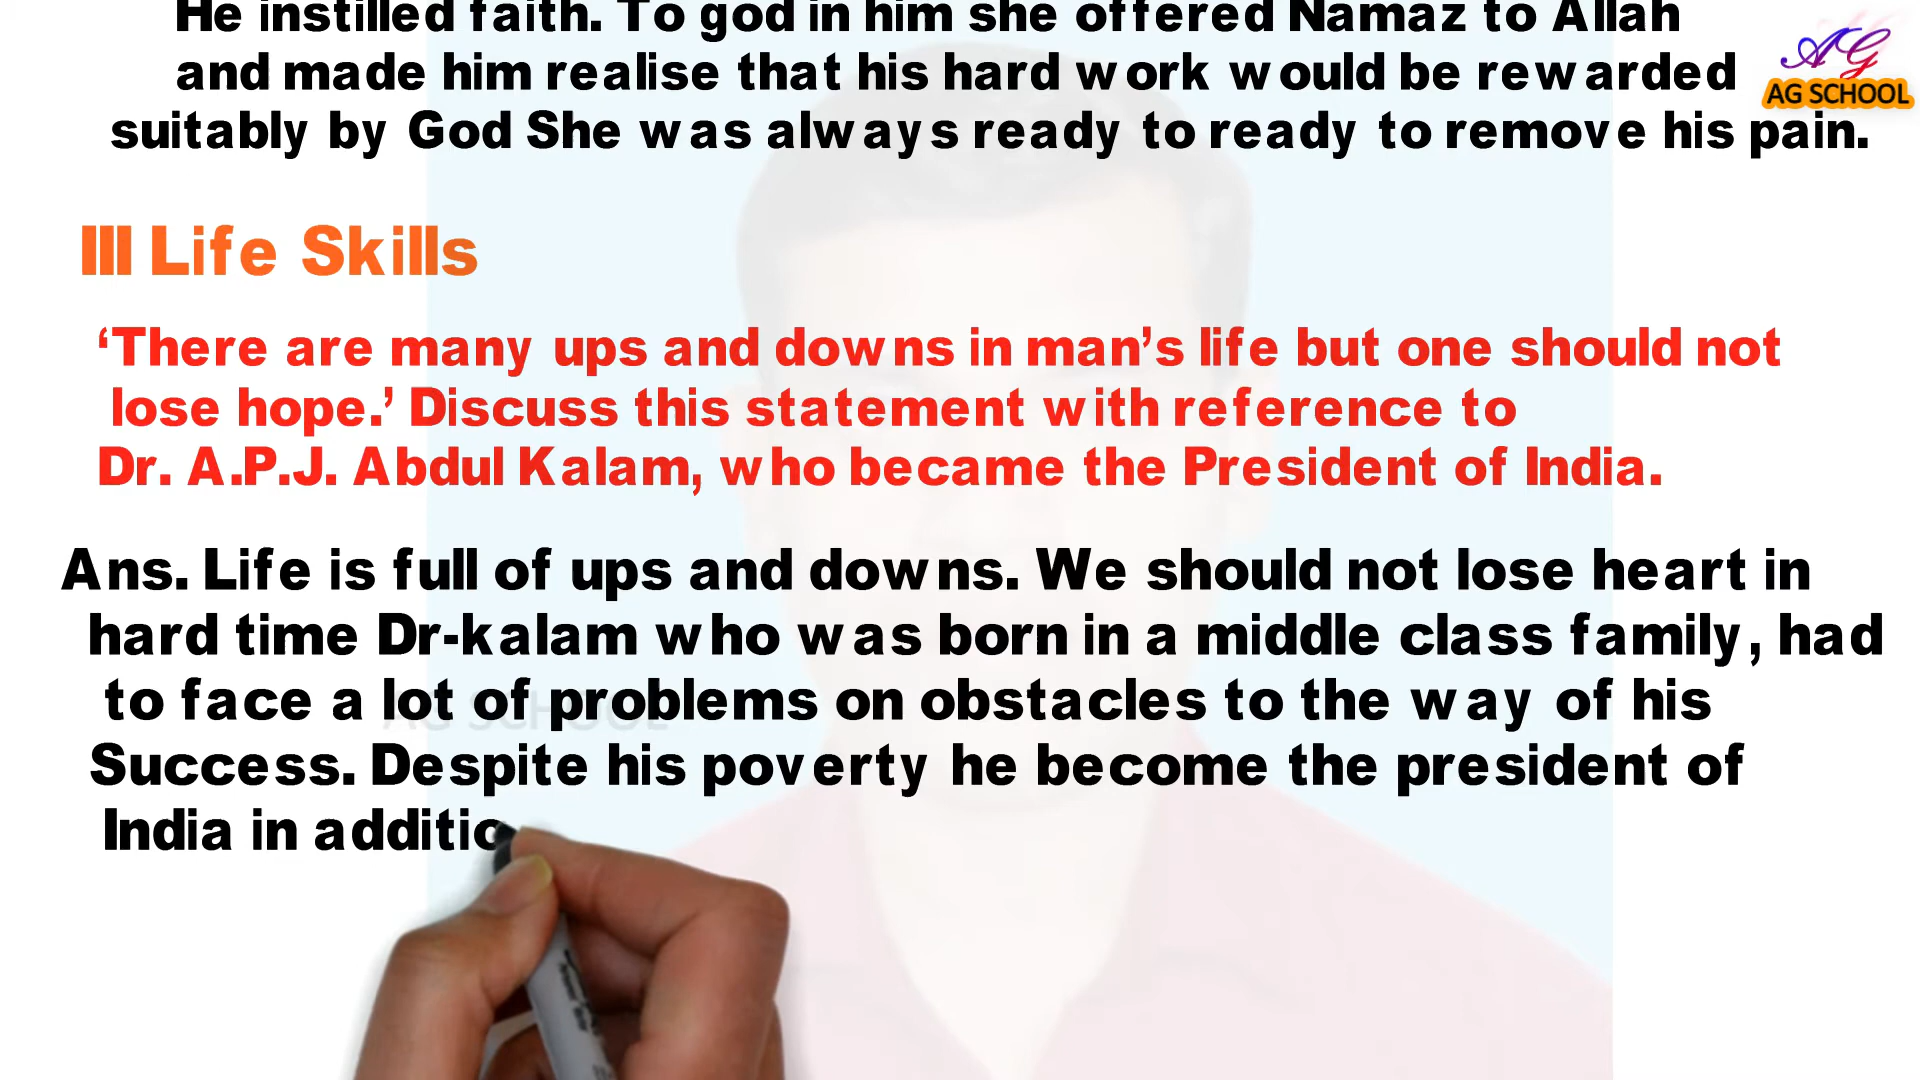 He instilled faith. To god in him she offered Namaz to Allah
and made him realise that his hard work would be rewarded
suitably by God She was always ready to ready to remove his pain.
AG
AG SCHOOL
III Life Skills
‘There are many ups and downs in man’s life but one should not
lose hope.’ Discuss this statement with reference to
Dr. A.P.J. Abdul Kalam, who became the President of India.
Ans. Life is full of ups and downs. We should not lose heart in
hard time Dr-kalam who was born in a middle class family, had
to face a lot of problems on obstacles to the way of his
AG SCHOOL
Success. Despite his poverty he become the president of
India in additio